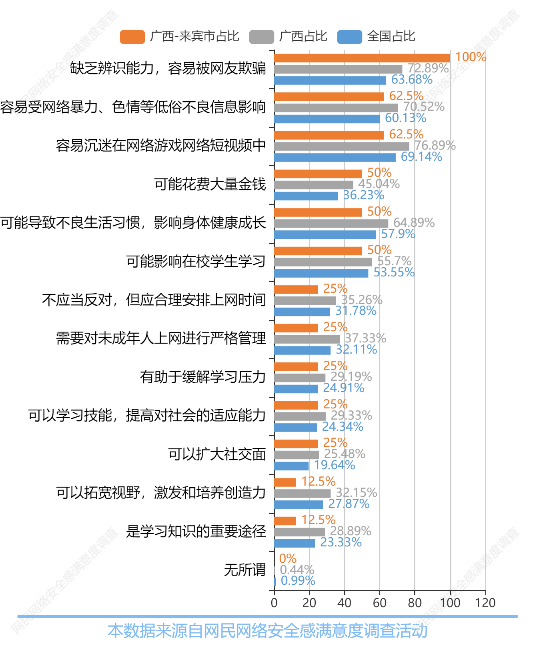 广西-来宾市占比 广西占比 全国占比
缺乏辨识能力，容易被网友欺骗 100% 72.89% 63.68%
容易受网络暴力、色情等低俗不良信息影响 62.5% 70.52% 60.13%
容易沉迷在网络游戏网络短视频中 62.5% 76.89% 69.14%
可能花费大量金钱 50% 45.04% 36.23%
可能导致不良生活习惯，影响身体健康成长 50% 64.89% 57.9%
可能影响在校学生学习 50% 55.7% 53.55%
不应当反对，但应合理安排上网时间 25% 35.26% 31.78%
需要对未成年人上网进行严格管理 25% 37.33% 32.11%
有助于缓解学习压力 25% 29.19% 24.91%
可以学习技能，提高对社会的适应能力 25% 29.33% 24.34%
可以扩大社交面 25% 25.48% 19.64%
可以拓宽视野，激发和培养创造力 12.5% 32.15% 27.87%
是学习知识的重要途径 12.5% 28.89% 23.33%
无所谓 0% 0.44% 0.99%
0 20 40 60 80 100 120
本数据来源自网民网络安全感满意度调查活动